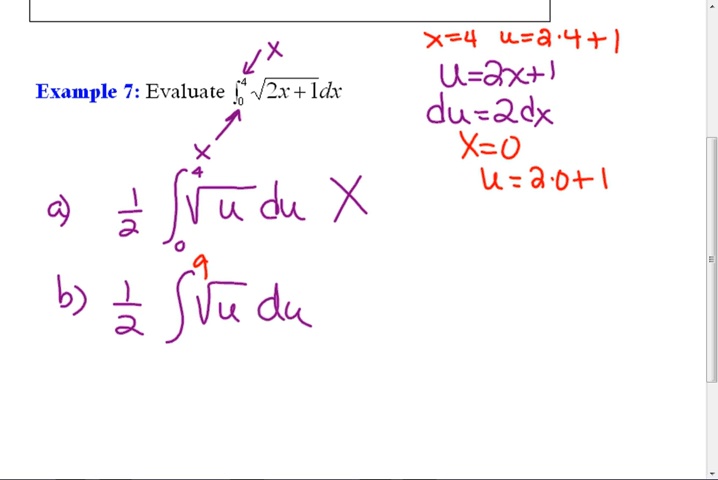 x=4 u=2·4+1
x
u=2x+1
Example 7: Evaluate ∫₀⁴ √(2x+1) dx
du=2dx
x
x=0
u=2·0+1
a) 1/2 ∫₀⁴ √u du X
b) 1/2 ∫⁹ √u du